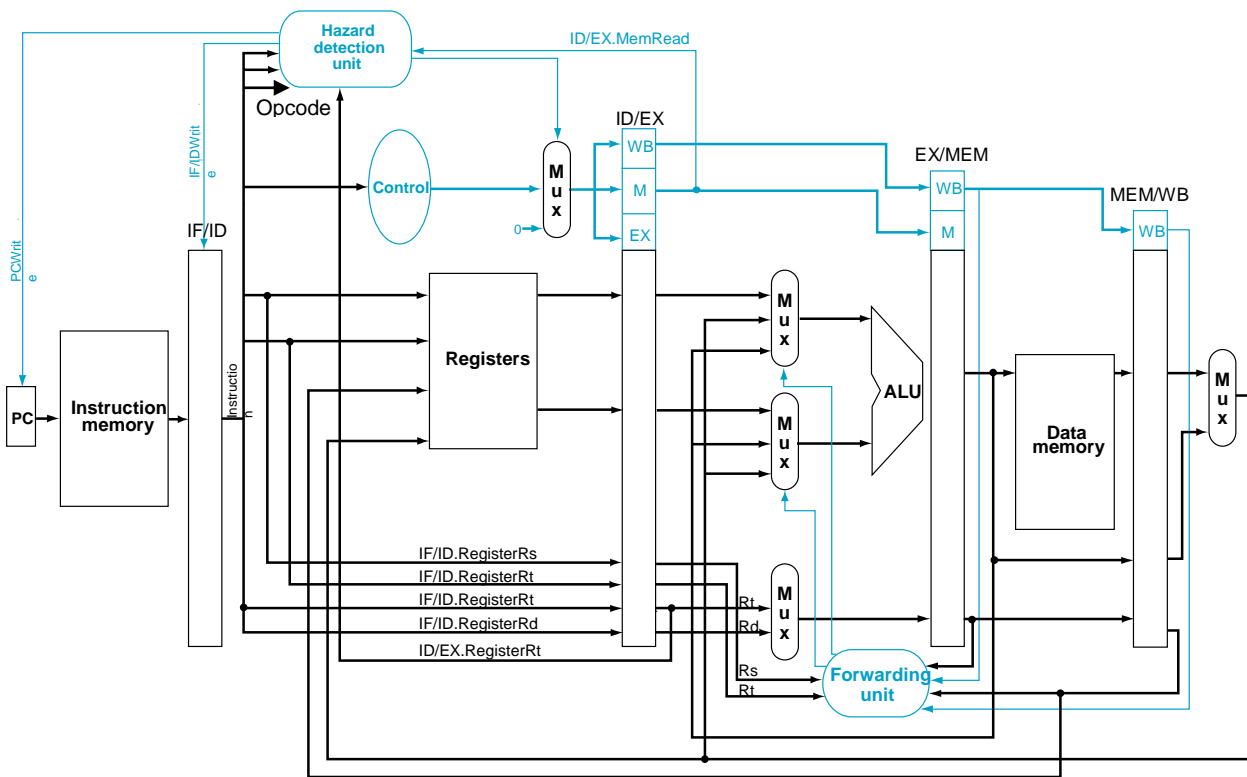 Hazard
detection
unit
ID/EX.MemRead
Opcode
ID/EX
WB
EX/MEM
IF/IDWrit
e
Control
M
u
x
M
WB
MEM/WB
0
EX
M
WB
IF/ID
PCWrit
e
M
u
x
Registers
Instructio
n
PC
Instruction
memory
ALU
M
u
x
M
u
x
Data
memory
IF/ID.RegisterRs
IF/ID.RegisterRt
IF/ID.RegisterRt
Rt
IF/ID.RegisterRd
Rd
M
u
x
ID/EX.RegisterRt
Rs
Rt
Forwarding
unit